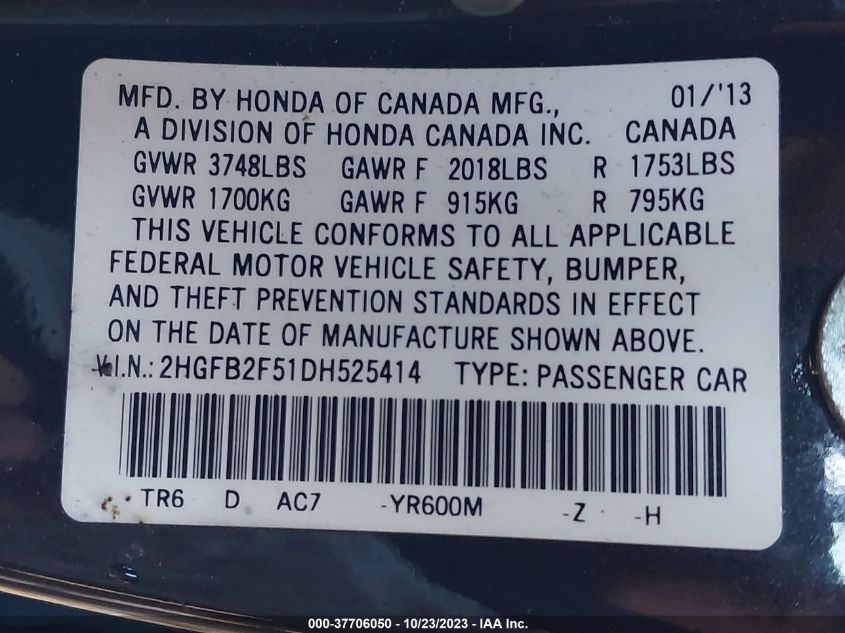 MFD. BY HONDA OF CANADA MFG., 01/'13
A DIVISION OF HONDA CANADA INC. CANADA
GVWR 3748LBS GAWR F 2018LBS R 1753LBS
GVWR 1700KG GAWR F 915KG R 795KG
THIS VEHICLE CONFORMS TO ALL APPLICABLE
FEDERAL MOTOR VEHICLE SAFETY, BUMPER,
AND THEFT PREVENTION STANDARDS IN EFFECT
ON THE DATE OF MANUFACTURE SHOWN ABOVE.
V.I.N.: 2HGFB2F51DH525414 TYPE: PASSENGER CAR
TR6 D AC7 -YR600M -Z -H
000-37706050 - 10/23/2023 - IAA Inc.